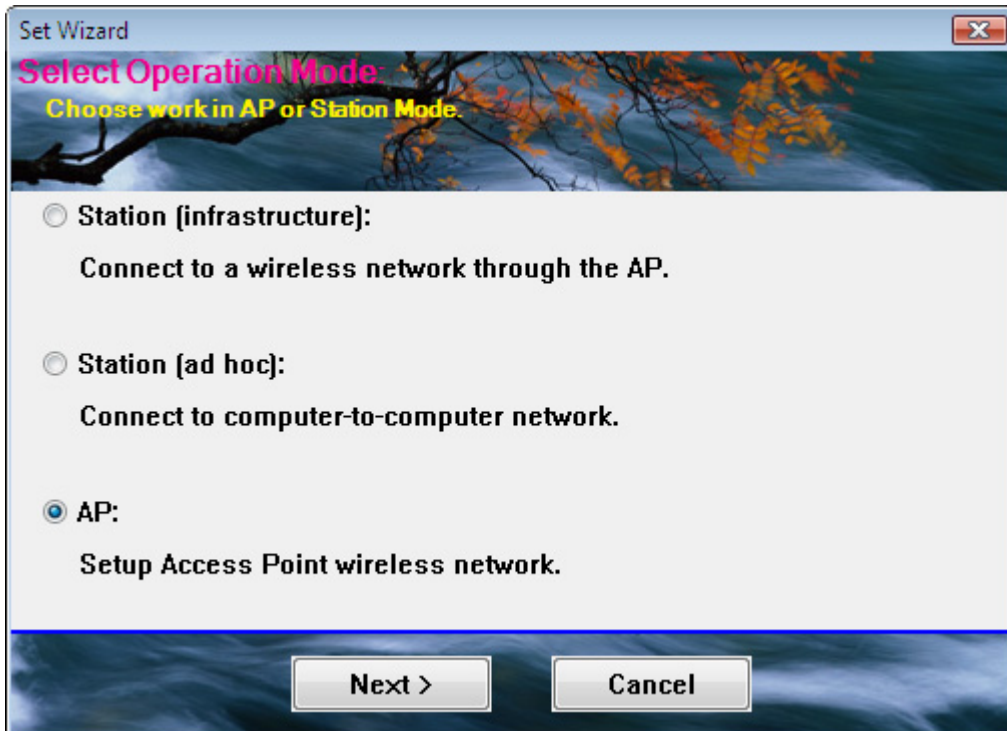 Set Wizard
Select Operation Mode:
Choose work in AP or Station Mode.
Station (infrastructure):
Connect to a wireless network through the AP.
Station (ad hoc):
Connect to computer-to-computer network.
AP:
Setup Access Point wireless network.
Next >
Cancel